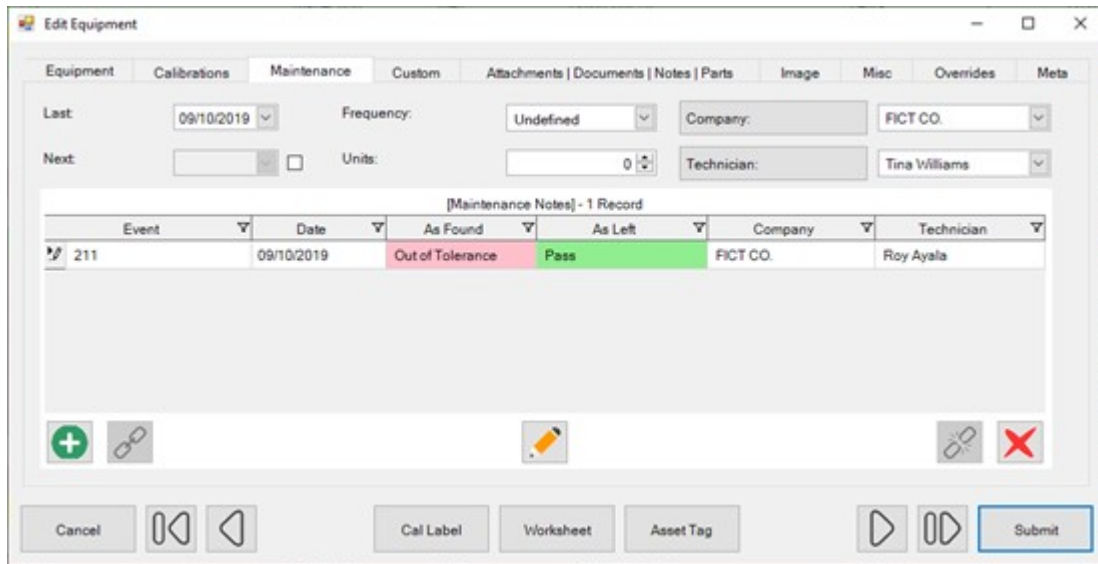 Edit Equipment
Equipment Calibrations Maintenance Custom Attachments | Documents | Notes | Parts Image Misc Overrides Meta
Last: 09/10/2019 Frequency: Undefined Company: FICT CO.
Next: Units: 0 Technician: Tina Williams
[Maintenance Notes] - 1 Record
Event Date As Found As Left Company Technician
211 09/10/2019 Out of Tolerance Pass FICT CO. Roy Ayala
Cancel Cal Label Worksheet Asset Tag Submit